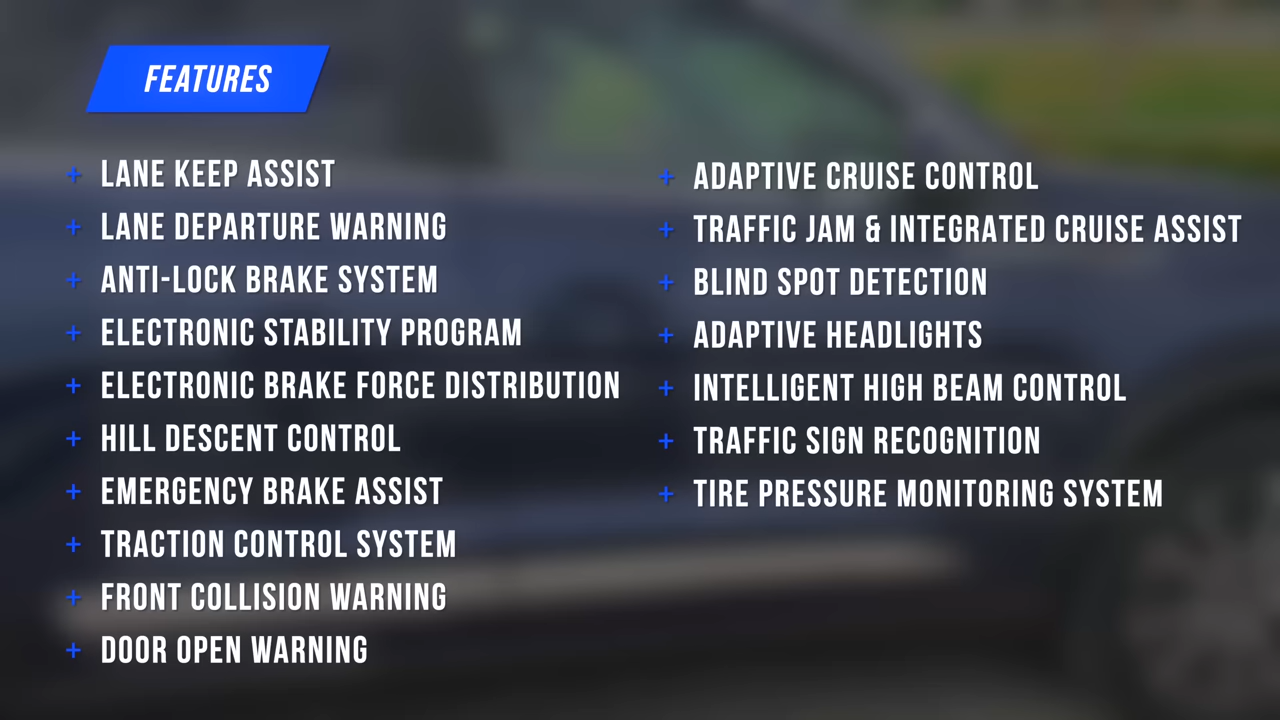 FEATURES
+ LANE KEEP ASSIST
+ LANE DEPARTURE WARNING
+ ANTI-LOCK BRAKE SYSTEM
+ ELECTRONIC STABILITY PROGRAM
+ ELECTRONIC BRAKE FORCE DISTRIBUTION
+ HILL DESCENT CONTROL
+ EMERGENCY BRAKE ASSIST
+ TRACTION CONTROL SYSTEM
+ FRONT COLLISION WARNING
+ DOOR OPEN WARNING
+ ADAPTIVE CRUISE CONTROL
+ TRAFFIC JAM & INTEGRATED CRUISE ASSIST
+ BLIND SPOT DETECTION
+ ADAPTIVE HEADLIGHTS
+ INTELLIGENT HIGH BEAM CONTROL
+ TRAFFIC SIGN RECOGNITION
+ TIRE PRESSURE MONITORING SYSTEM